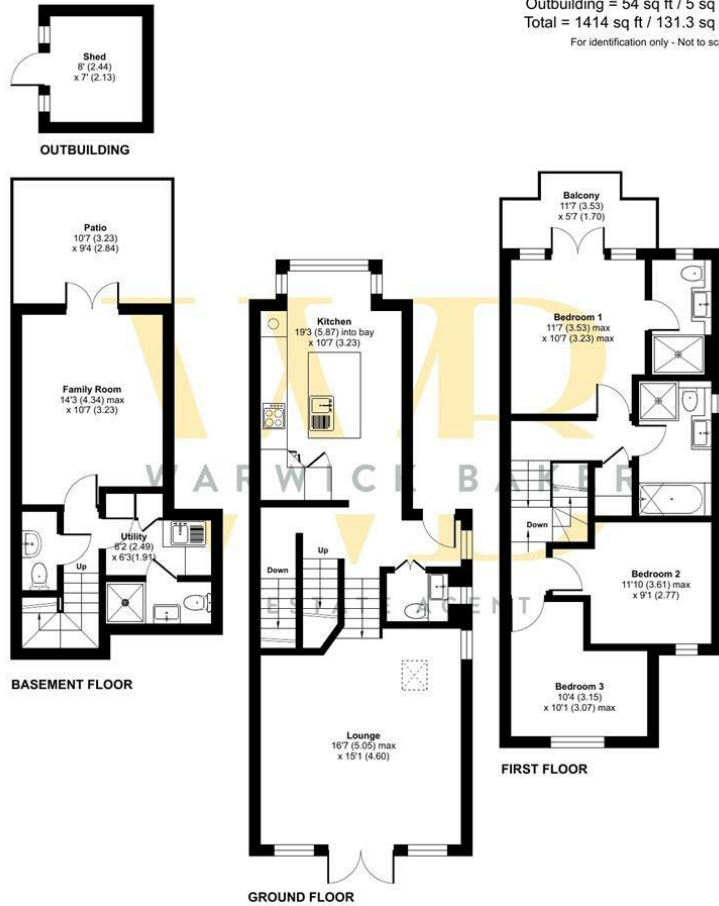 Outbuilding = 54 sq ft / 5 sq
Total = 1414 sq ft / 131.3 sq
For identification only - Not to sc
Shed
8' (2.44)
x 7' (2.13)
OUTBUILDING
Patio
10'7 (3.23)
x 9'4 (2.84)
Family Room
14'3 (4.34) max
x 10'7 (3.23)
Utility
8'2 (2.49)
x 6'3(1.91)
Up
BASEMENT FLOOR
Kitchen
19'3 (5.87) into bay
x 10'7 (3.23)
Down
Up
Lounge
16'7 (5.05) max
x 15'1 (4.60)
GROUND FLOOR
Balcony
11'7 (3.53)
x 5'7 (1.70)
Bedroom 1
11'7 (3.53) max
x 10'7 (3.23) max
Down
Bedroom 2
11'10 (3.61) max
x 9'1 (2.77)
Bedroom 3
10'4 (3.15)
x 10'1 (3.07) max
FIRST FLOOR
WB
WARWICK BAKER
ESTATE AGENT